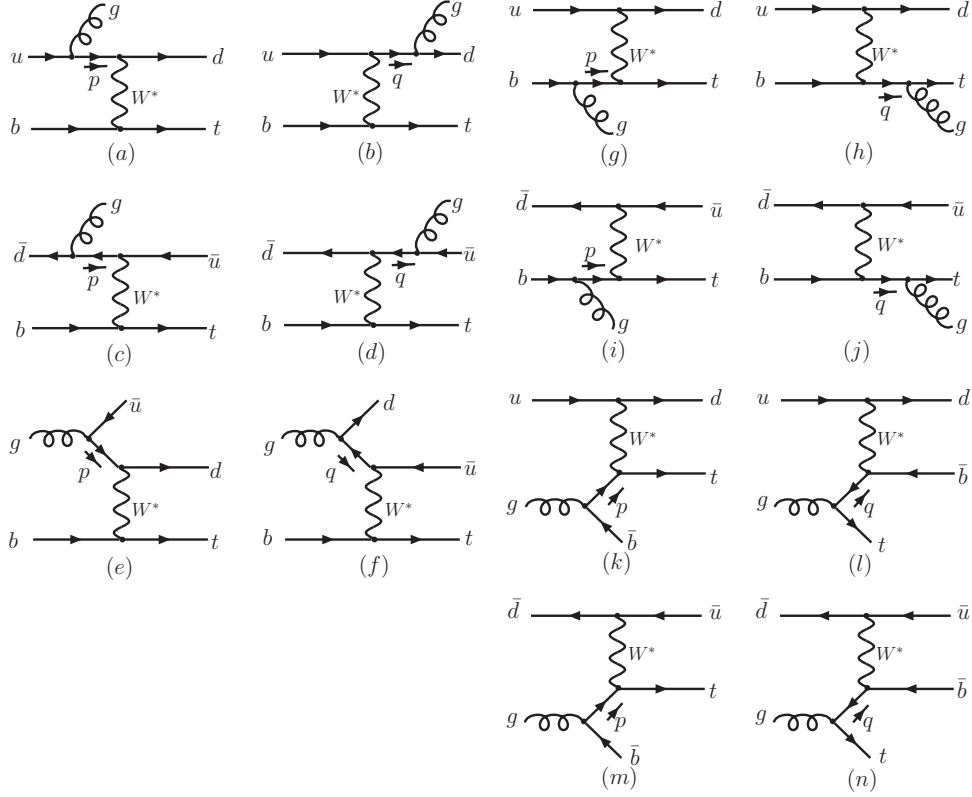 g
u
d
p
W*
b
t
(a)
g
u
d
q
W*
b
t
(b)
u
d
p
W*
b
t
g
(g)
u
d
W*
b
t
q
g
(h)
g
d̄
ū
p
W*
b
t
(c)
g
d̄
ū
q
W*
b
t
(d)
d̄
ū
p
W*
b
t
g
(i)
d̄
ū
W*
b
t
q
g
(j)
ū
g
p
d
W*
b
t
(e)
d
g
q
ū
W*
b
t
(f)
u
d
W*
t
g
p
b̄
(k)
u
d
W*
b̄
g
q
t
(l)
d̄
ū
W*
t
g
p
b̄
(m)
d̄
ū
W*
b̄
g
q
t
(n)